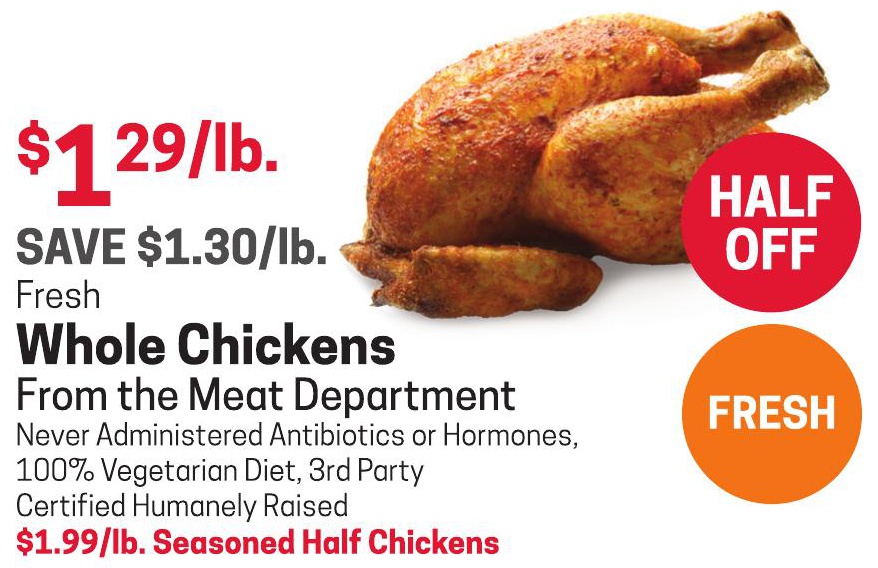 $1 29/lb.
SAVE $1.30/lb.
Fresh
Whole Chickens
From the Meat Department
Never Administered Antibiotics or Hormones,
100% Vegetarian Diet, 3rd Party
Certified Humanely Raised
$1.99/lb. Seasoned Half Chickens
HALF
OFF
FRESH